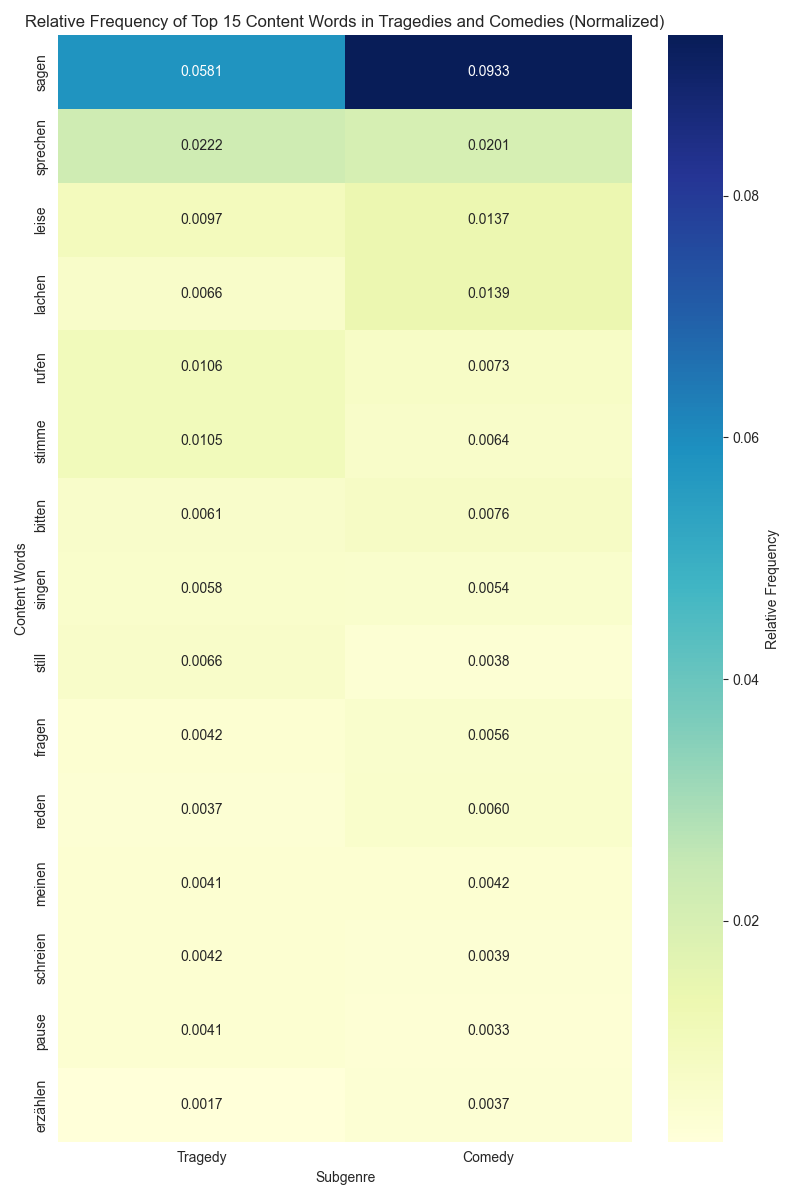 Relative Frequency of Top 15 Content Words in Tragedies and Comedies (Normalized)
Content Words
sagen 0.0581 0.0933
sprechen 0.0222 0.0201
leise 0.0097 0.0137
lachen 0.0066 0.0139
rufen 0.0106 0.0073
stimme 0.0105 0.0064
bitten 0.0061 0.0076
singen 0.0058 0.0054
still 0.0066 0.0038
fragen 0.0042 0.0056
reden 0.0037 0.0060
meinen 0.0041 0.0042
schreien 0.0042 0.0039
pause 0.0041 0.0033
erzählen 0.0017 0.0037
Tragedy Comedy
Subgenre
0.08
0.06
0.04
0.02
Relative Frequency